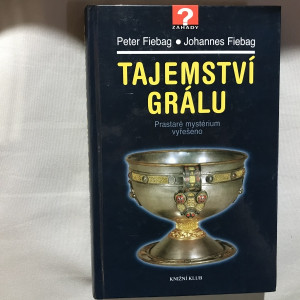 ?
ZÁHADY
Peter Fiebag • Johannes Fiebag
TAJEMSTVÍ
GRÁLU
Prastaré mystérium
vyřešeno
KNIŽNÍ KLUB